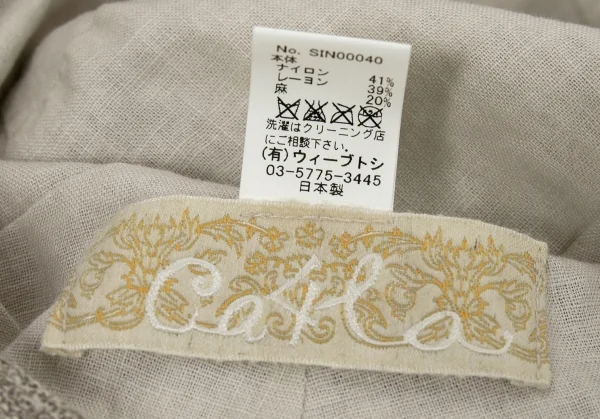 No. SIN00040
本体
ナイロン 41%
レーヨン 39%
麻 20%
洗濯はクリーニング店
にご相談下さい。
(有)ウィーブトシ
03-5775-3445
日本製
Ca4la